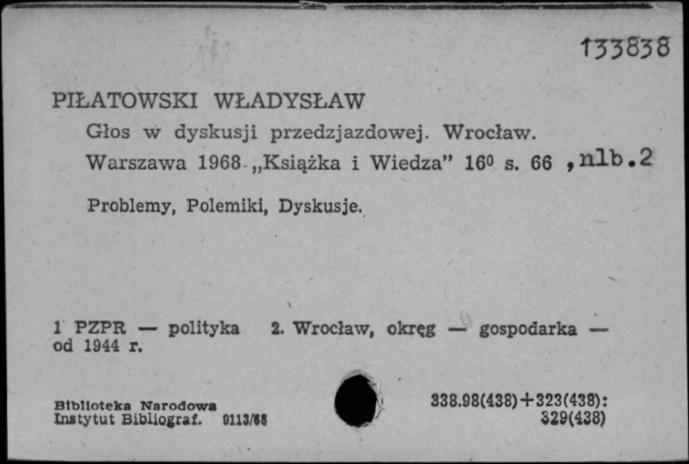 133838
PIŁATOWSKI WŁADYSŁAW
Głos w dyskusji przedzjazdowej. Wrocław.
Warszawa 1968 „Książka i Wiedza” 16⁰ s. 66 , nlb.2
Problemy, Polemiki, Dyskusje.
1 PZPR — polityka 2. Wrocław, okręg — gospodarka —
od 1944 r.
Biblioteka Narodowa
Instytut Bibliograf. 9113/68
338.98(438)+323(438):
329(438)